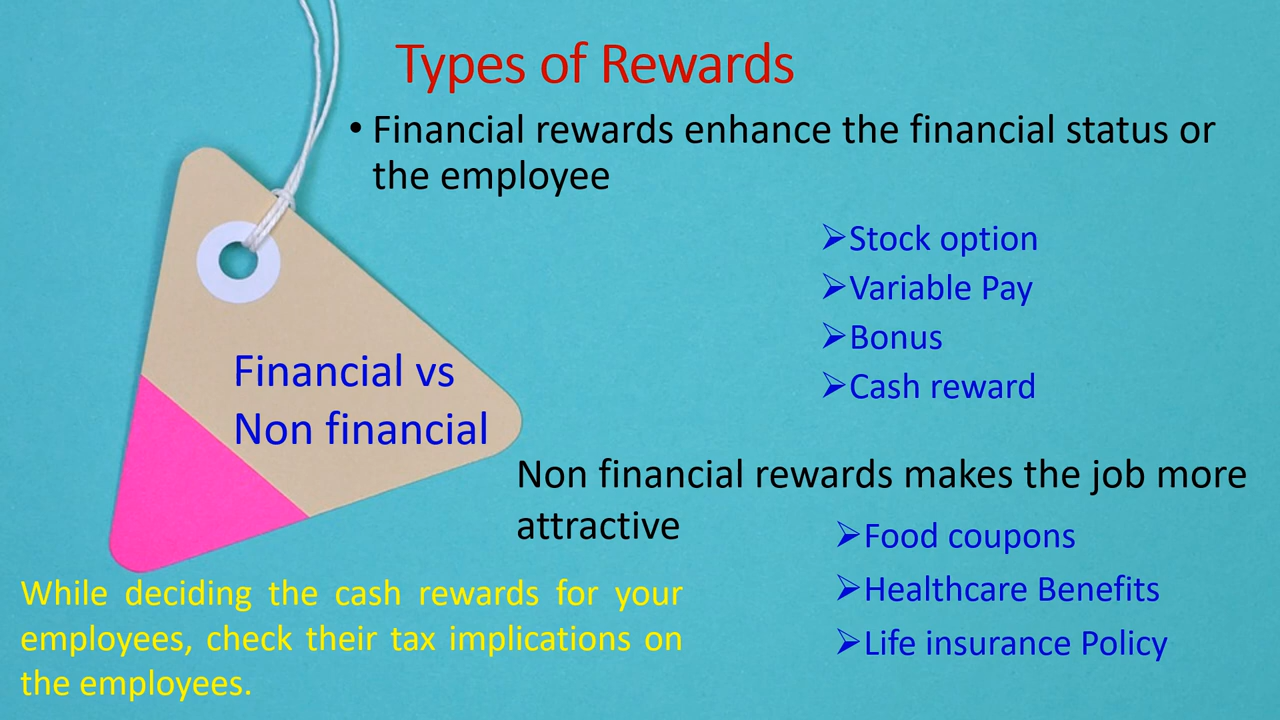 Types of Rewards
• Financial rewards enhance the financial status or
the employee
➢Stock option
➢Variable Pay
➢Bonus
➢Cash reward
Financial vs
Non financial
Non financial rewards makes the job more
attractive
➢Food coupons
➢Healthcare Benefits
➢Life insurance Policy
While deciding the cash rewards for your
employees, check their tax implications on
the employees.